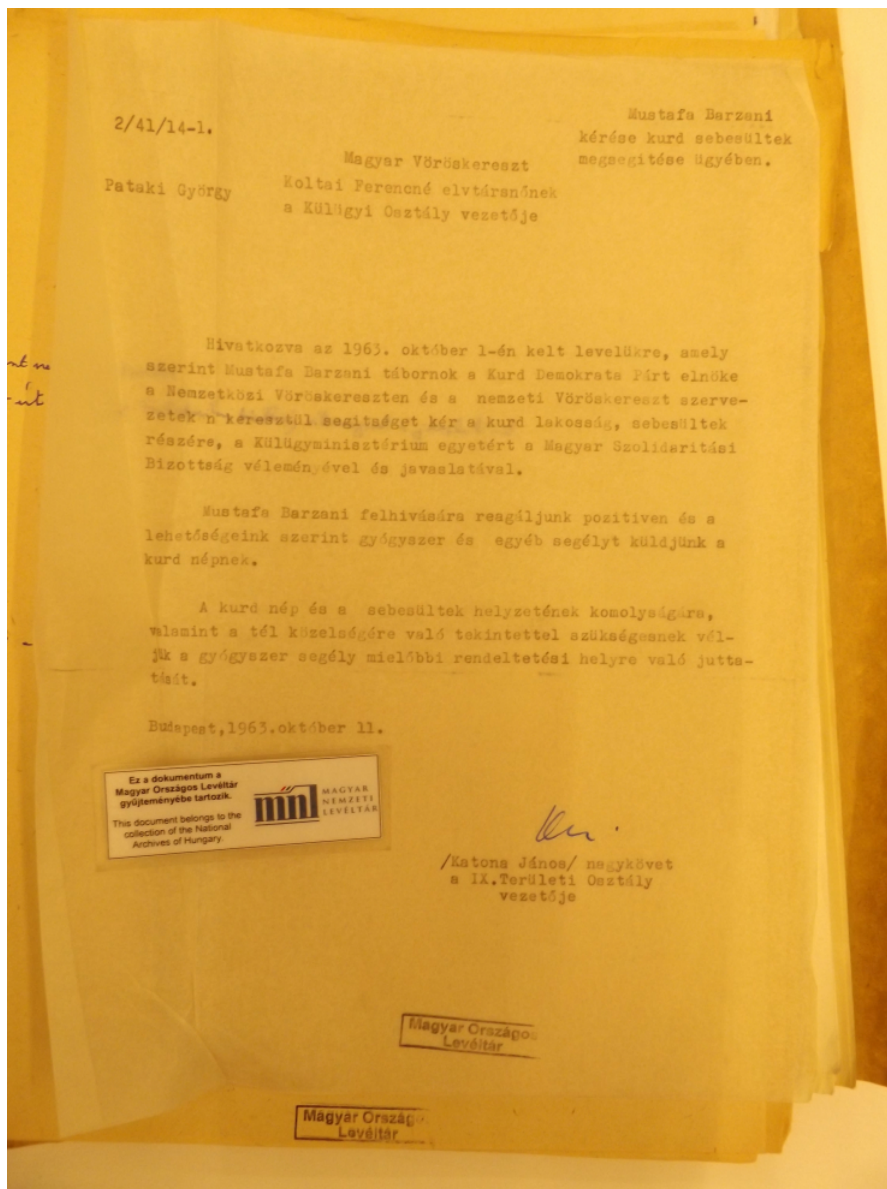 2/41/14-1.
Mustafa Barzani
kérése kurd sebesültek
megsegitése ügyében.
Magyar Vöröskereszt
Pataki György
Koltai Ferencné elvtársnőnek
a Külügyi Osztály vezetője
Hivatkozva az 1963. október 1-én kelt levelükre, amely
szerint Mustafa Barzani tábornok a Kurd Demokrata Párt elnöke
a Nemzetközi Vöröskereszten és a nemzeti Vöröskereszt szerve-
zetek n keresztül segitséget kér a kurd lakosság, sebesültek
részére, a Külügyminisztérium egyetért a Magyar Szolidaritási
Bizottság véleményével és javaslatával.
Mustafa Barzani felhivására reagáljunk pozitiven és a
lehetőségeink szerint gyógyszer és egyéb segélyt küldjünk a
kurd népnek.
A kurd nép és a sebesültek helyzetének komolyságára,
valamint a tél közelségére való tekintettel szükségesnek vél-
jük a gyógyszer segély mielőbbi rendeltetési helyre való jutta-
tását.
Budapest,1963.október 11.
Ez a dokumentum a
Magyar Országos Levéltár
gyűjteményébe tartozik.
This document belongs to the
collection of the National
Archives of Hungary.
mnl
MAGYAR
NEMZETI
LEVÉLTÁR
/Katona János/ nagykövet
a IX.Területi Osztály
vezetője
Magyar Országos
Levéltár
MagyarOrszág
Levéltár